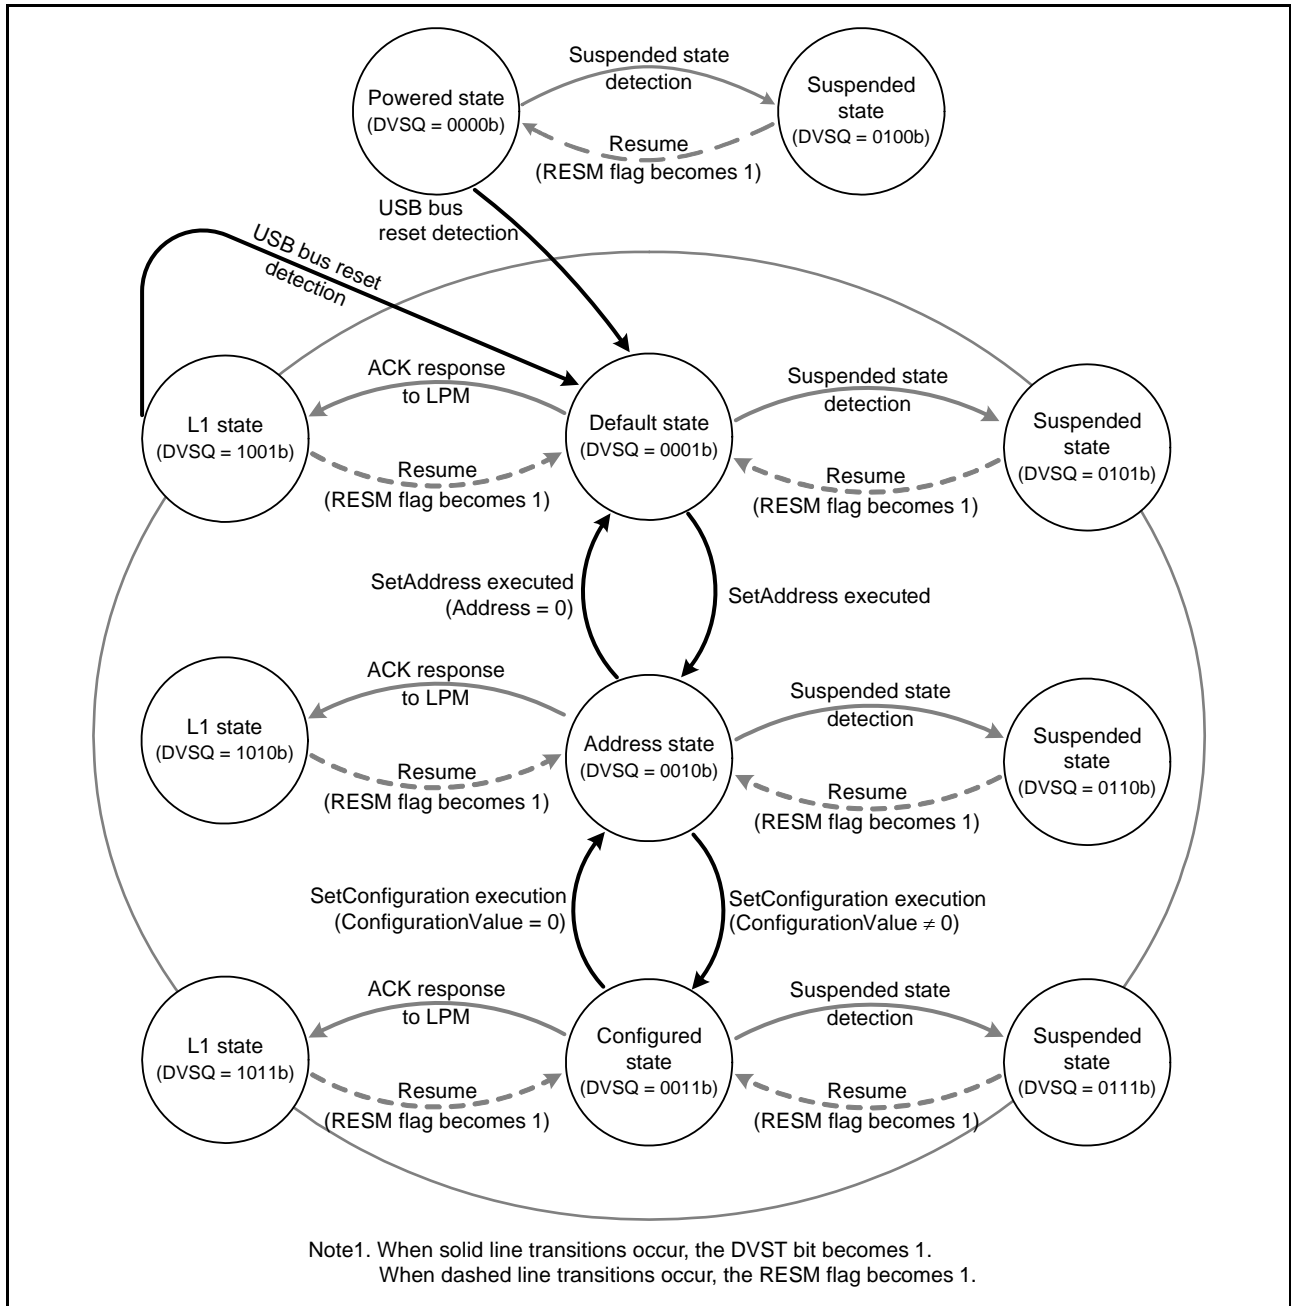 Suspended state
detection
Powered state
(DVSQ = 0000b)
Suspended
state
(DVSQ = 0100b)
Resume
(RESM flag becomes 1)
USB bus
reset detection
USB bus reset
detection
ACK response
to LPM
Suspended state
detection
L1 state
(DVSQ = 1001b)
Default state
(DVSQ = 0001b)
Suspended
state
(DVSQ = 0101b)
Resume
(RESM flag becomes 1)
Resume
(RESM flag becomes 1)
SetAddress executed
(Address = 0)
SetAddress executed
ACK response
to LPM
Suspended state
detection
L1 state
(DVSQ = 1010b)
Address state
(DVSQ = 0010b)
Suspended
state
(DVSQ = 0110b)
Resume
(RESM flag becomes 1)
Resume
(RESM flag becomes 1)
SetConfiguration execution
(ConfigurationValue = 0)
SetConfiguration execution
(ConfigurationValue ≠ 0)
ACK response
to LPM
Suspended state
detection
L1 state
(DVSQ = 1011b)
Configured
state
(DVSQ = 0011b)
Suspended
state
(DVSQ = 0111b)
Resume
(RESM flag becomes 1)
Resume
(RESM flag becomes 1)
Note1. When solid line transitions occur, the DVST bit becomes 1.
When dashed line transitions occur, the RESM flag becomes 1.